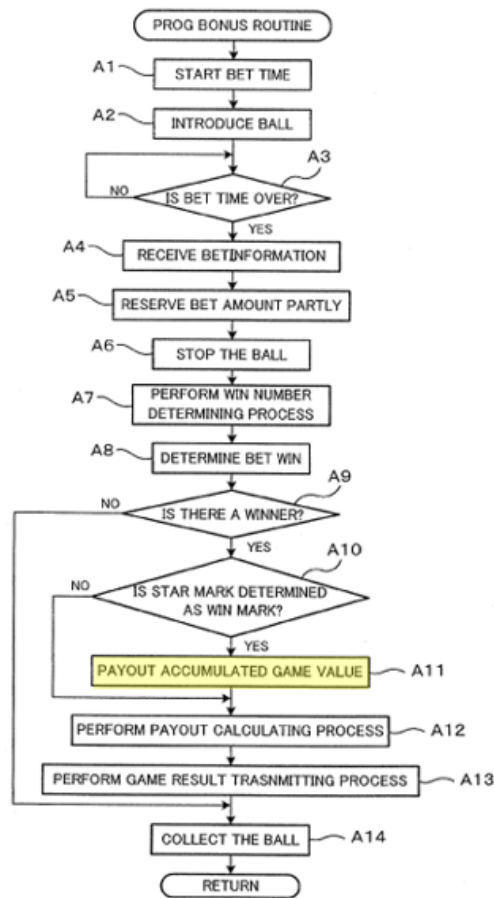 PROG BONUS ROUTINE
A1
START BET TIME
A2
INTRODUCE BALL
A3
NO
IS BET TIME OVER?
YES
A4
RECEIVE BETINFORMATION
A5
RESERVE BET AMOUNT PARTLY
A6
STOP THE BALL
A7
PERFORM WIN NUMBER
DETERMINING PROCESS
A8
DETERMINE BET WIN
A9
NO
IS THERE A WINNER?
YES
A10
NO
IS STAR MARK DETERMINED
AS WIN MARK?
YES
PAYOUT ACCUMULATED GAME VALUE
A11
PERFORM PAYOUT CALCULATING PROCESS
A12
PERFORM GAME RESULT TRASNMITTING PROCESS
A13
COLLECT THE BALL
A14
RETURN